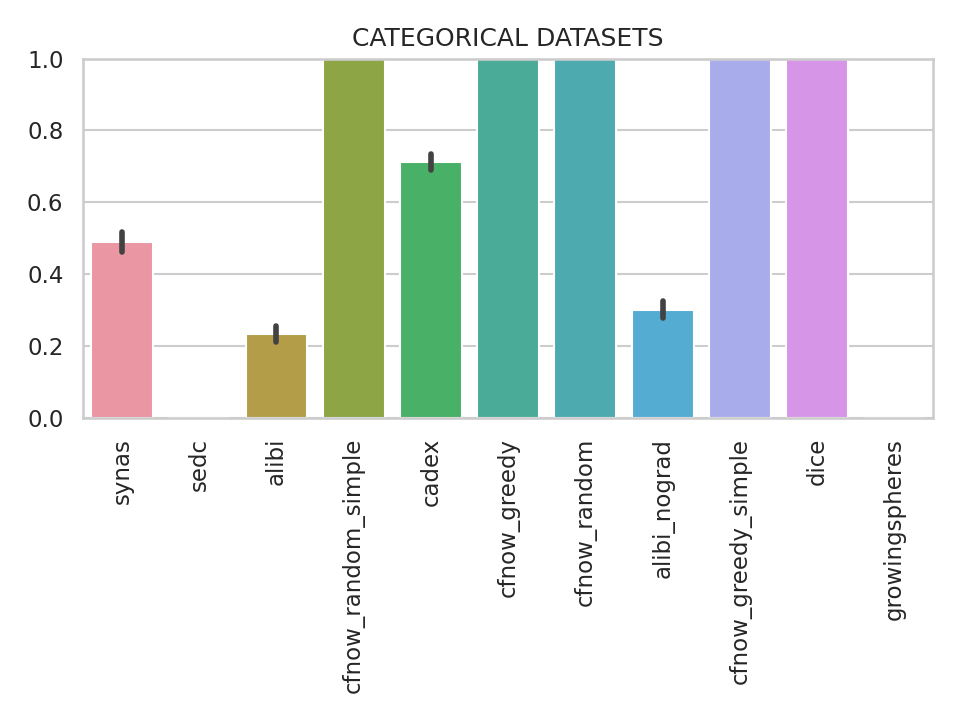 CATEGORICAL DATASETS
1.0
0.8
0.6
0.4
0.2
0.0
synas
sedc
alibi
cfnow_random_simple
cadex
cfnow_greedy
cfnow_random
alibi_nograd
cfnow_greedy_simple
dice
growingspheres